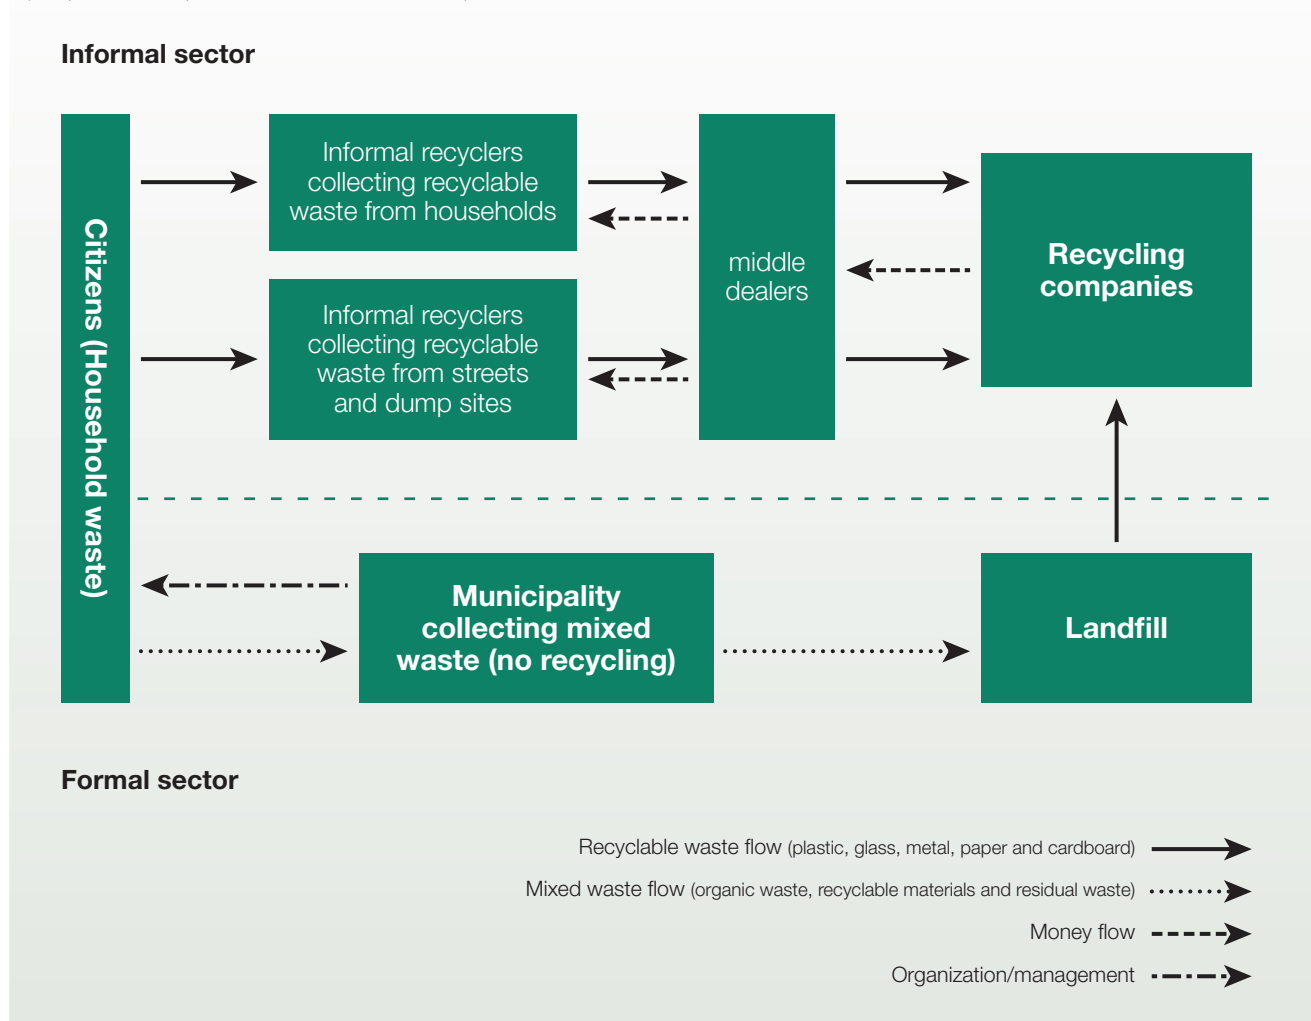 Informal sector
Citizens (Household waste)
Informal recyclers
collecting recyclable
waste from households
Informal recyclers
collecting recyclable
waste from streets
and dump sites
middle
dealers
Recycling
companies
Municipality
collecting mixed
waste (no recycling)
Landfill
Formal sector
Recyclable waste flow (plastic, glass, metal, paper and cardboard)
Mixed waste flow (organic waste, recyclable materials and residual waste)
Money flow
Organization/management